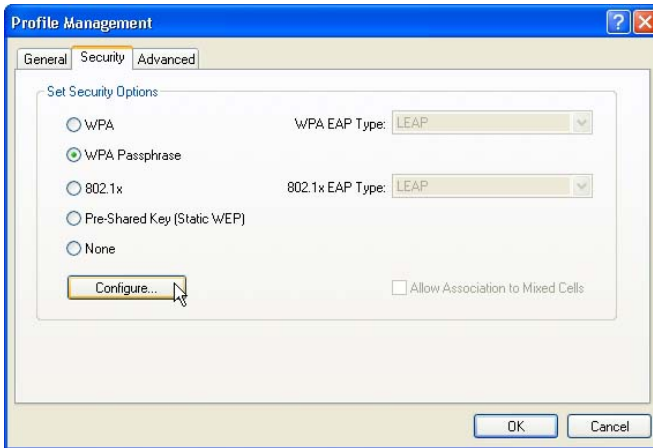 Profile Management
General Security Advanced
Set Security Options
WPA WPA EAP Type: LEAP
WPA Passphrase
802.1x 802.1x EAP Type: LEAP
Pre-Shared Key (Static WEP)
None
Configure... Allow Association to Mixed Cells
OK Cancel